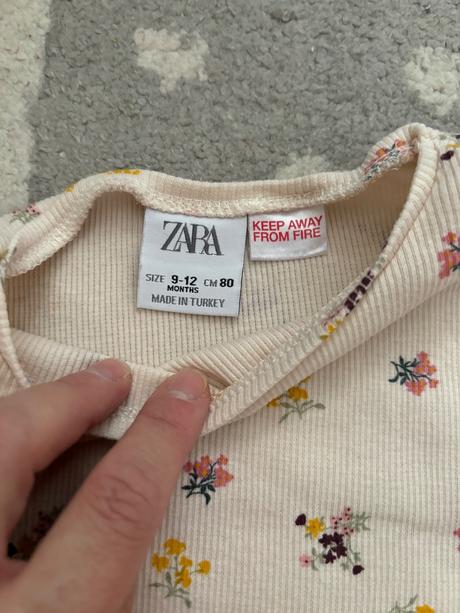 ZARA
SIZE 9-12 CM 80
MONTHS
MADE IN TURKEY
KEEP AWAY
FROM FIRE